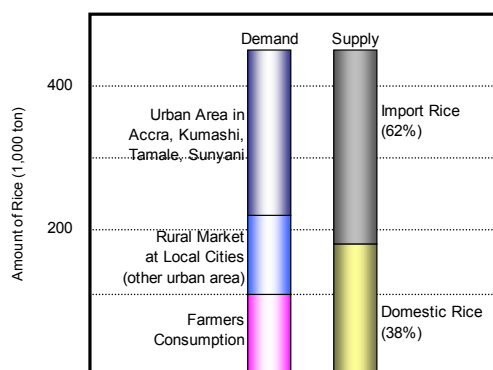 Demand
Supply
Amount of Rice (1,000 ton)
400
200
Urban Area in
Accra, Kumashi,
Tamale, Sunyani
Rural Market
at Local Cities
(other urban area)
Farmers
Consumption
Import Rice
(62%)
Domestic Rice
(38%)